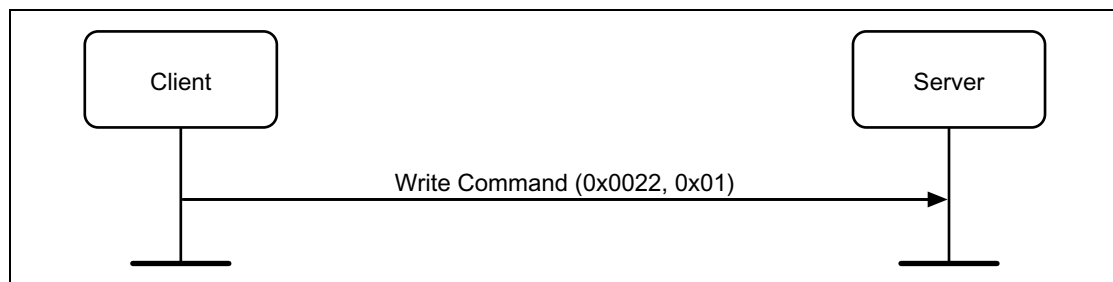 Client
Server
Write Command (0x0022, 0x01)